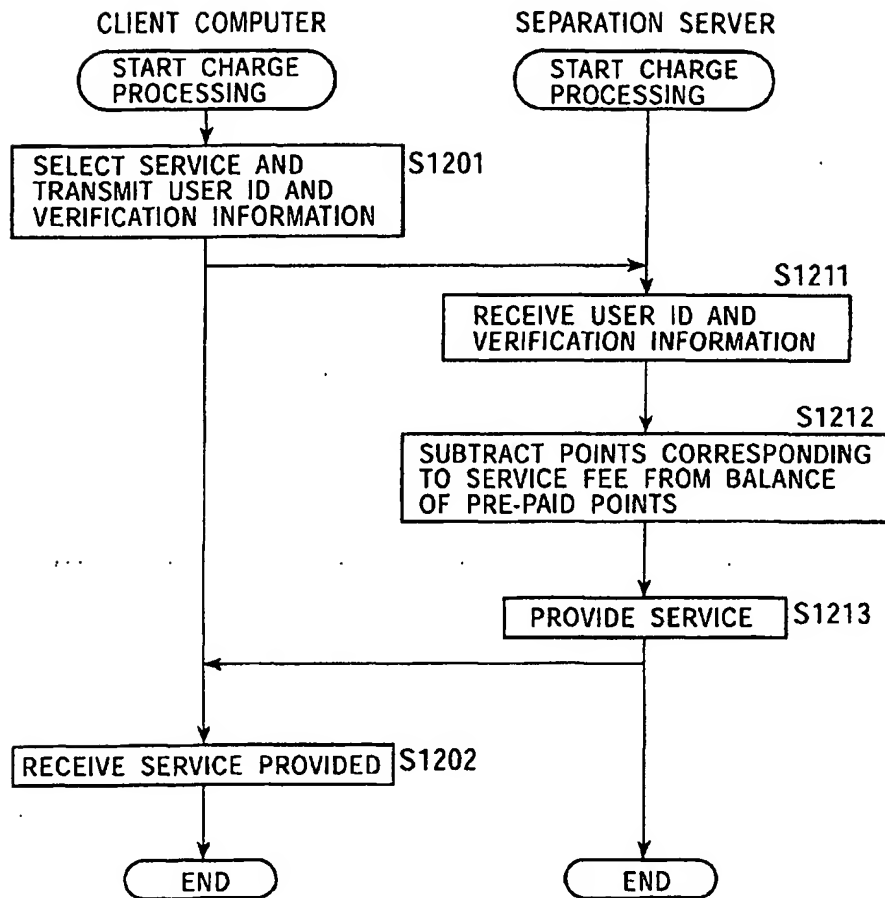 CLIENT COMPUTER
SEPARATION SERVER
START CHARGE
PROCESSING
START CHARGE
PROCESSING
SELECT SERVICE AND
TRANSMIT USER ID AND
VERIFICATION INFORMATION
S1201
S1211
RECEIVE USER ID AND
VERIFICATION INFORMATION
S1212
SUBTRACT POINTS CORRESPONDING
TO SERVICE FEE FROM BALANCE
OF PRE-PAID POINTS
PROVIDE SERVICE
S1213
RECEIVE SERVICE PROVIDED
S1202
END
END